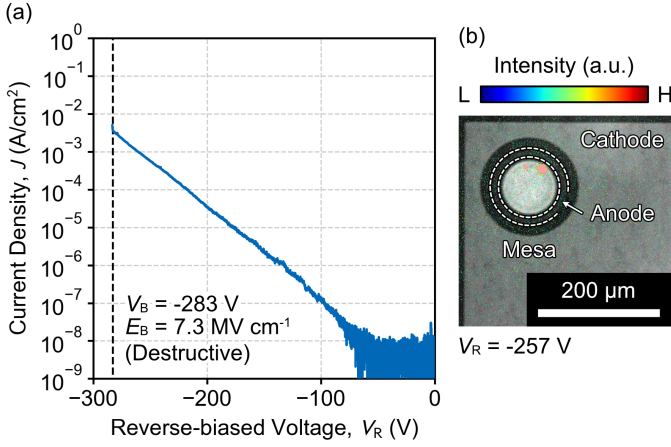 (a)
10⁰
10⁻¹
10⁻²
10⁻³
10⁻⁴
10⁻⁵
10⁻⁶
10⁻⁷
10⁻⁸
10⁻⁹
Current Density, J (A/cm²)
V_B = -283 V
E_B = 7.3 MV cm⁻¹
(Destructive)
−300
−200
−100
0
Reverse-biased Voltage, V_R (V)
(b)
Intensity (a.u.)
L
H
Cathode
Anode
Mesa
200 μm
V_R = -257 V